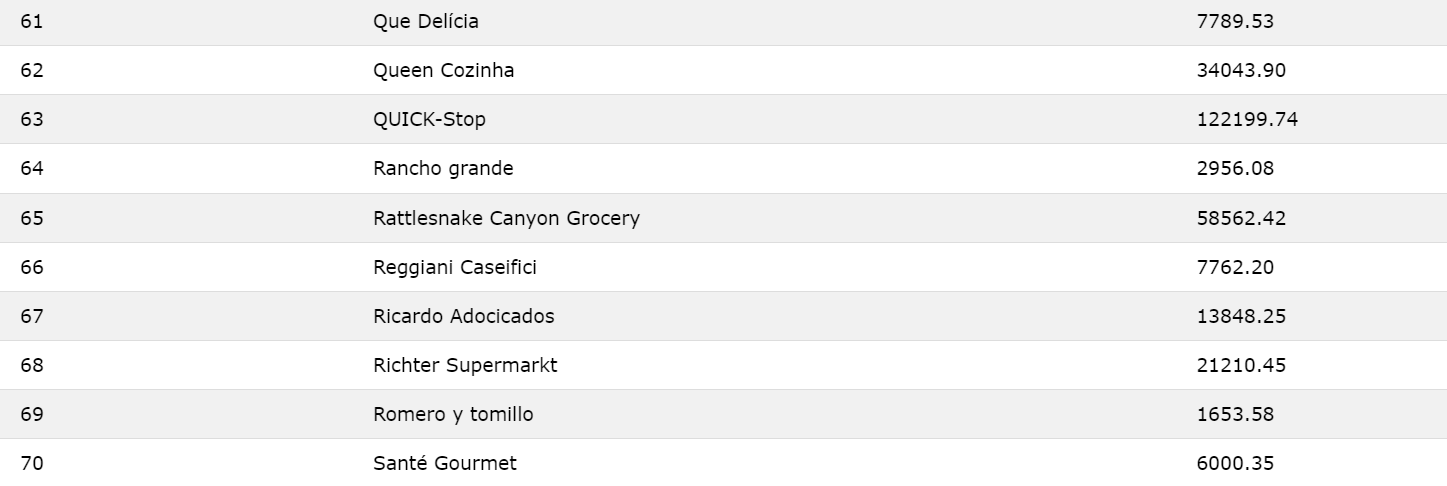 61 Que Delícia 7789.53
62 Queen Cozinha 34043.90
63 QUICK-Stop 122199.74
64 Rancho grande 2956.08
65 Rattlesnake Canyon Grocery 58562.42
66 Reggiani Caseifici 7762.20
67 Ricardo Adocicados 13848.25
68 Richter Supermarkt 21210.45
69 Romero y tomillo 1653.58
70 Santé Gourmet 6000.35